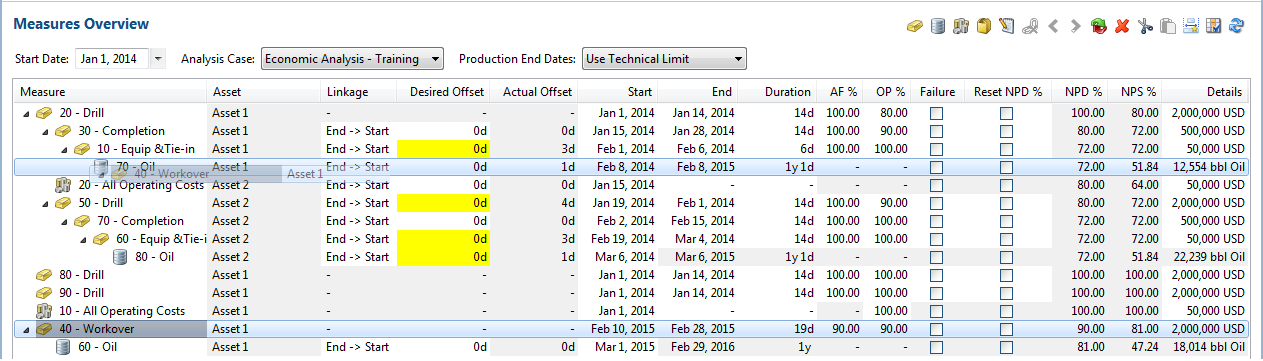 Measures Overview
Start Date: Jan 1, 2014 Analysis Case: Economic Analysis - Training Production End Dates: Use Technical Limit
Measure Asset Linkage Desired Offset Actual Offset Start End Duration AF % OP % Failure Reset NPD % NPD % NPS % Details
20 - Drill Asset 1 - - - Jan 1, 2014 Jan 14, 2014 14d 100.00 80.00 100.00 80.00 2,000,000 USD
30 - Completion Asset 1 End -> Start 0d 0d Jan 15, 2014 Jan 28, 2014 14d 100.00 90.00 80.00 72.00 500,000 USD
10 - Equip &Tie-in Asset 1 End -> Start 0d 3d Feb 1, 2014 Feb 6, 2014 6d 100.00 100.00 72.00 72.00 50,000 USD
70 - Oil Asset 1 End -> Start 0d 1d Feb 8, 2014 Feb 8, 2015 1y 1d - - 72.00 51.84 12,554 bbl Oil
40 - Workover Asset 1
20 - All Operating Costs Asset 2 End -> Start 0d 0d Jan 15, 2014 - - - - 80.00 64.00 50,000 USD
50 - Drill Asset 2 End -> Start 0d 4d Jan 19, 2014 Feb 1, 2014 14d 100.00 90.00 80.00 72.00 2,000,000 USD
70 - Completion Asset 2 End -> Start 0d 0d Feb 2, 2014 Feb 15, 2014 14d 100.00 100.00 72.00 72.00 500,000 USD
60 - Equip &Tie-i Asset 2 End -> Start 0d 3d Feb 19, 2014 Mar 4, 2014 14d 100.00 100.00 72.00 72.00 50,000 USD
80 - Oil Asset 2 End -> Start 0d 1d Mar 6, 2014 Mar 6, 2015 1y 1d - - 72.00 51.84 22,239 bbl Oil
80 - Drill Asset 1 - - - Jan 1, 2014 Jan 14, 2014 14d 100.00 100.00 100.00 100.00 2,000,000 USD
90 - Drill Asset 1 - - - Jan 1, 2014 Jan 14, 2014 14d 100.00 100.00 100.00 100.00 2,000,000 USD
10 - All Operating Costs Asset 1 - - - Jan 1, 2014 - - - 100.00 100.00 100.00 50,000 USD
40 - Workover Asset 1 - - - Feb 10, 2015 Feb 28, 2015 19d 90.00 90.00 90.00 81.00 2,000,000 USD
60 - Oil Asset 1 End -> Start 0d 0d Mar 1, 2015 Feb 29, 2016 1y - - 81.00 47.24 18,014 bbl Oil